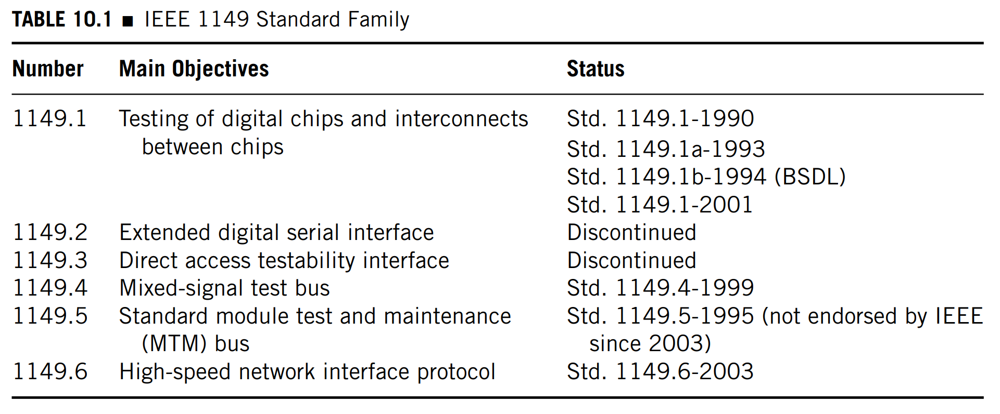 TABLE 10.1 ■ IEEE 1149 Standard Family
Number Main Objectives Status
1149.1 Testing of digital chips and interconnects Std. 1149.1-1990
between chips Std. 1149.1a-1993
Std. 1149.1b-1994 (BSDL)
Std. 1149.1-2001
1149.2 Extended digital serial interface Discontinued
1149.3 Direct access testability interface Discontinued
1149.4 Mixed-signal test bus Std. 1149.4-1999
1149.5 Standard module test and maintenance Std. 1149.5-1995 (not endorsed by IEEE
(MTM) bus since 2003)
1149.6 High-speed network interface protocol Std. 1149.6-2003